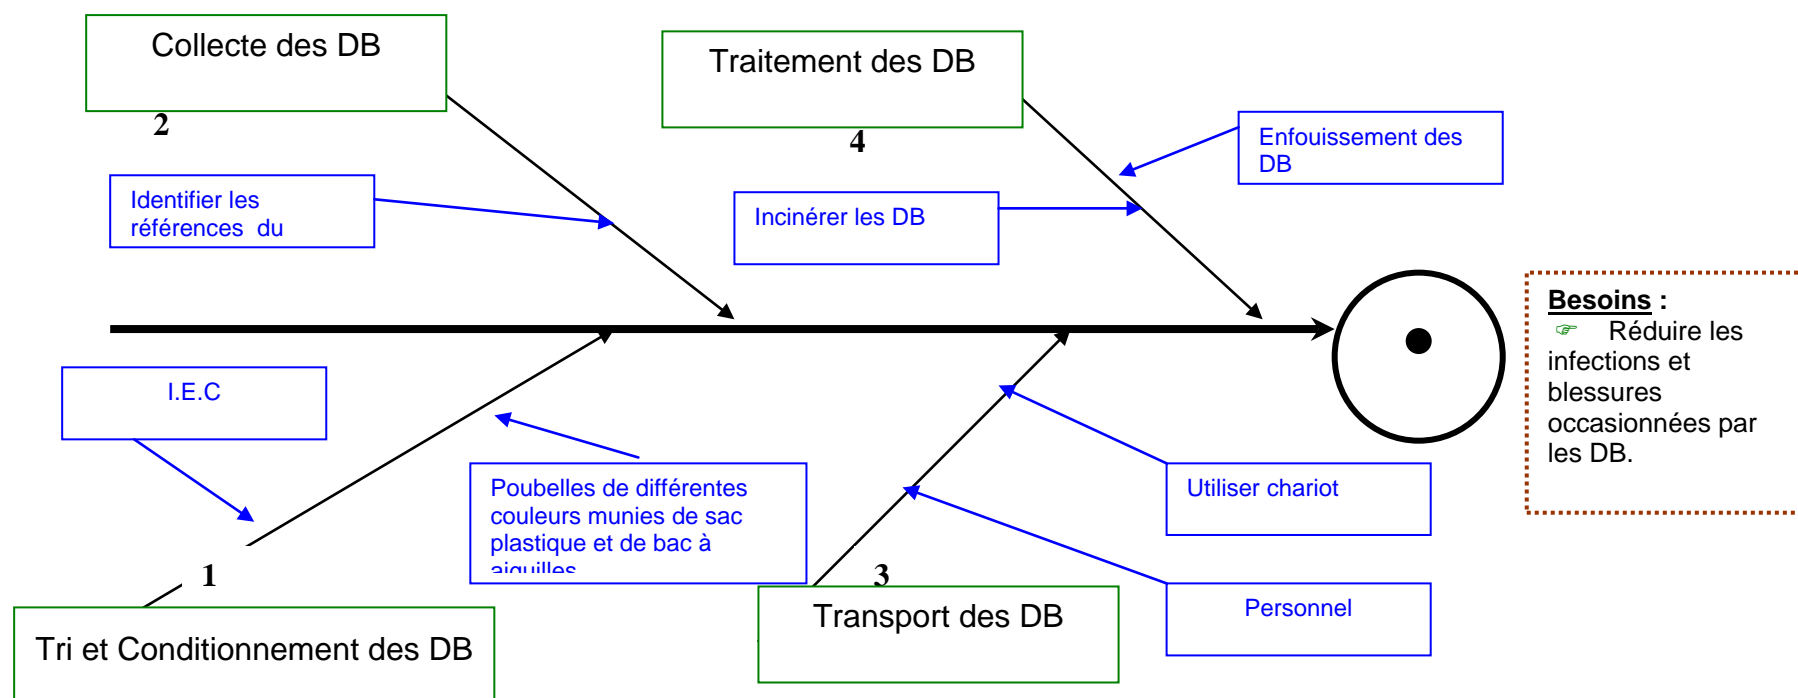 Collecte des DB
2
Traitement des DB
4
Enfouissement des
DB
Identifier les
références du
Incinérer les DB
Besoins :
☞ Réduire les
infections et
blessures
occasionnées par
les DB.
I.E.C
Poubelles de différentes
couleurs munies de sac
plastique et de bac à
aiguilles
Utiliser chariot
1
3
Personnel
Transport des DB
Tri et Conditionnement des DB